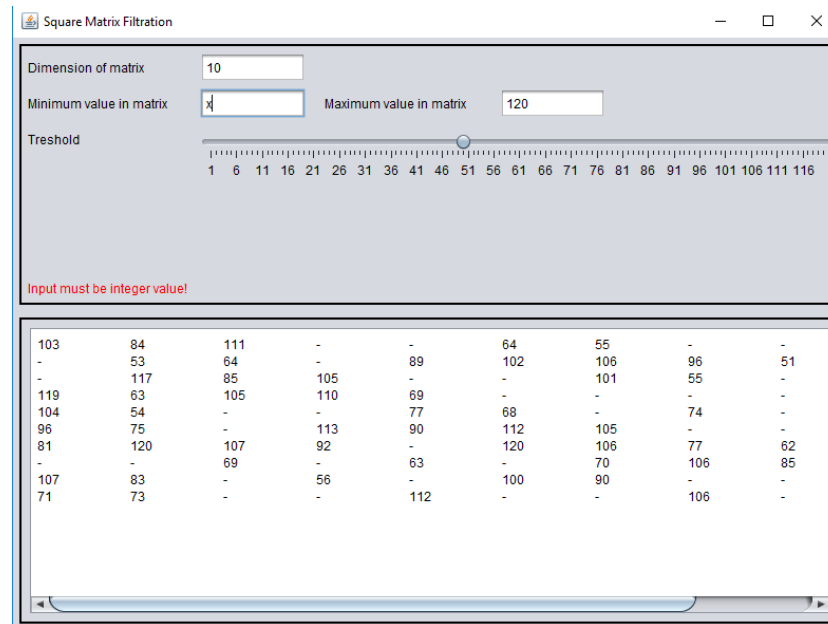 Square Matrix Filtration
Dimension of matrix 10
Minimum value in matrix x Maximum value in matrix 120
Treshold
1 6 11 16 21 26 31 36 41 46 51 56 61 66 71 76 81 86 91 96 101 106 111 116
Input must be integer value!
103 84 111 - - 64 55 - -
- 53 64 - 89 102 106 96 51
- 117 85 105 - - 101 55 -
119 63 105 110 69 - - - -
104 54 - - 77 68 - 74 -
96 75 - 113 90 112 105 - -
81 120 107 92 - 120 106 77 62
- - 69 - 63 - 70 106 85
107 83 - 56 - 100 90 - -
71 73 - - 112 - - 106 -